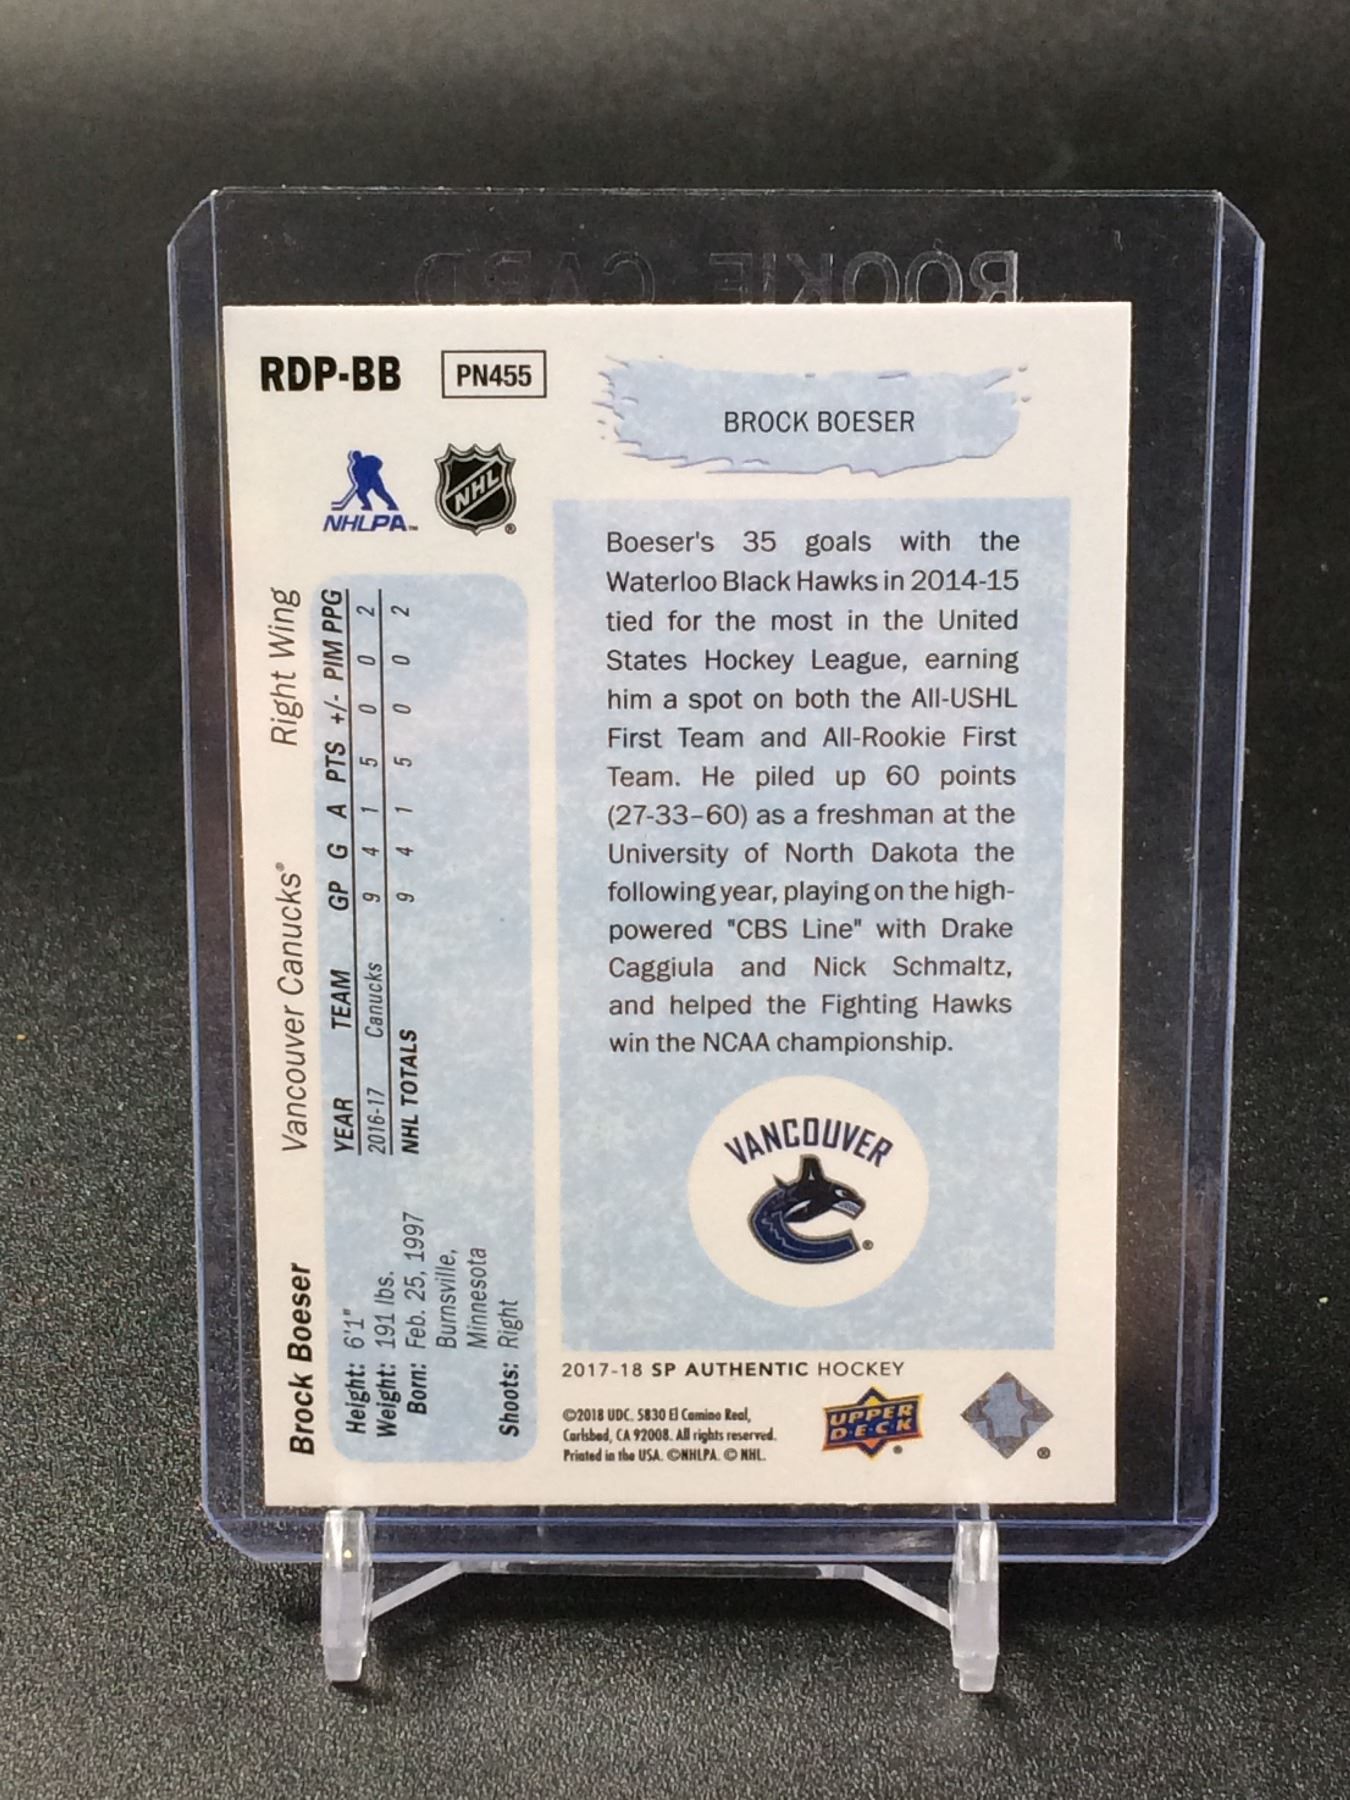 ROOKIE CARD
RDP-BB
PN455
BROCK BOESER
NHLPA™
NHL®
Boeser's 35 goals with the
Waterloo Black Hawks in 2014-15
tied for the most in the United
States Hockey League, earning
him a spot on both the All-USHL
First Team and All-Rookie First
Team. He piled up 60 points
(27-33–60) as a freshman at the
University of North Dakota the
following year, playing on the high-
powered "CBS Line" with Drake
Caggiula and Nick Schmaltz,
and helped the Fighting Hawks
win the NCAA championship.
VANCOUVER
®
Brock Boeser Vancouver Canucks® Right Wing
Height: 6'1"
Weight: 191 lbs.
Born: Feb. 25, 1997
Burnsville,
Minnesota
Shoots: Right
YEAR TEAM GP G A PTS +/- PIM PPG
2016-17 Canucks 9 4 1 5 0 0 2
NHL TOTALS 9 4 1 5 0 0 2
2017-18 SP AUTHENTIC HOCKEY
©2018 UDC. 5830 El Camino Real,
Carlsbad, CA 92008. All rights reserved.
Printed in the USA. ©NHLPA. © NHL.
UPPER
DECK
®
®